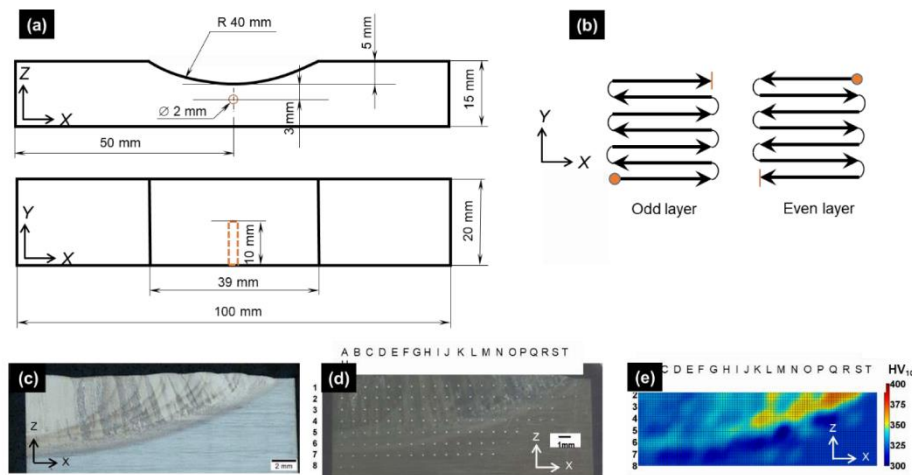 (a)
R 40 mm
5 mm
Z
X
Ø 2 mm
3 mm
15 mm
50 mm
Y
X
10 mm
20 mm
39 mm
100 mm
(b)
Y
X
Odd layer
Even layer
(c)
Z
X
2 mm
(d)
A B C D E F G H I J K L M N O P Q R S T
1
2
3
4
5
6
7
8
Z
X
1mm
(e)
C D E F G H I J K L M N O P Q R S T
HV10
2
3
4
5
6
7
8
400
350
300
Z
X